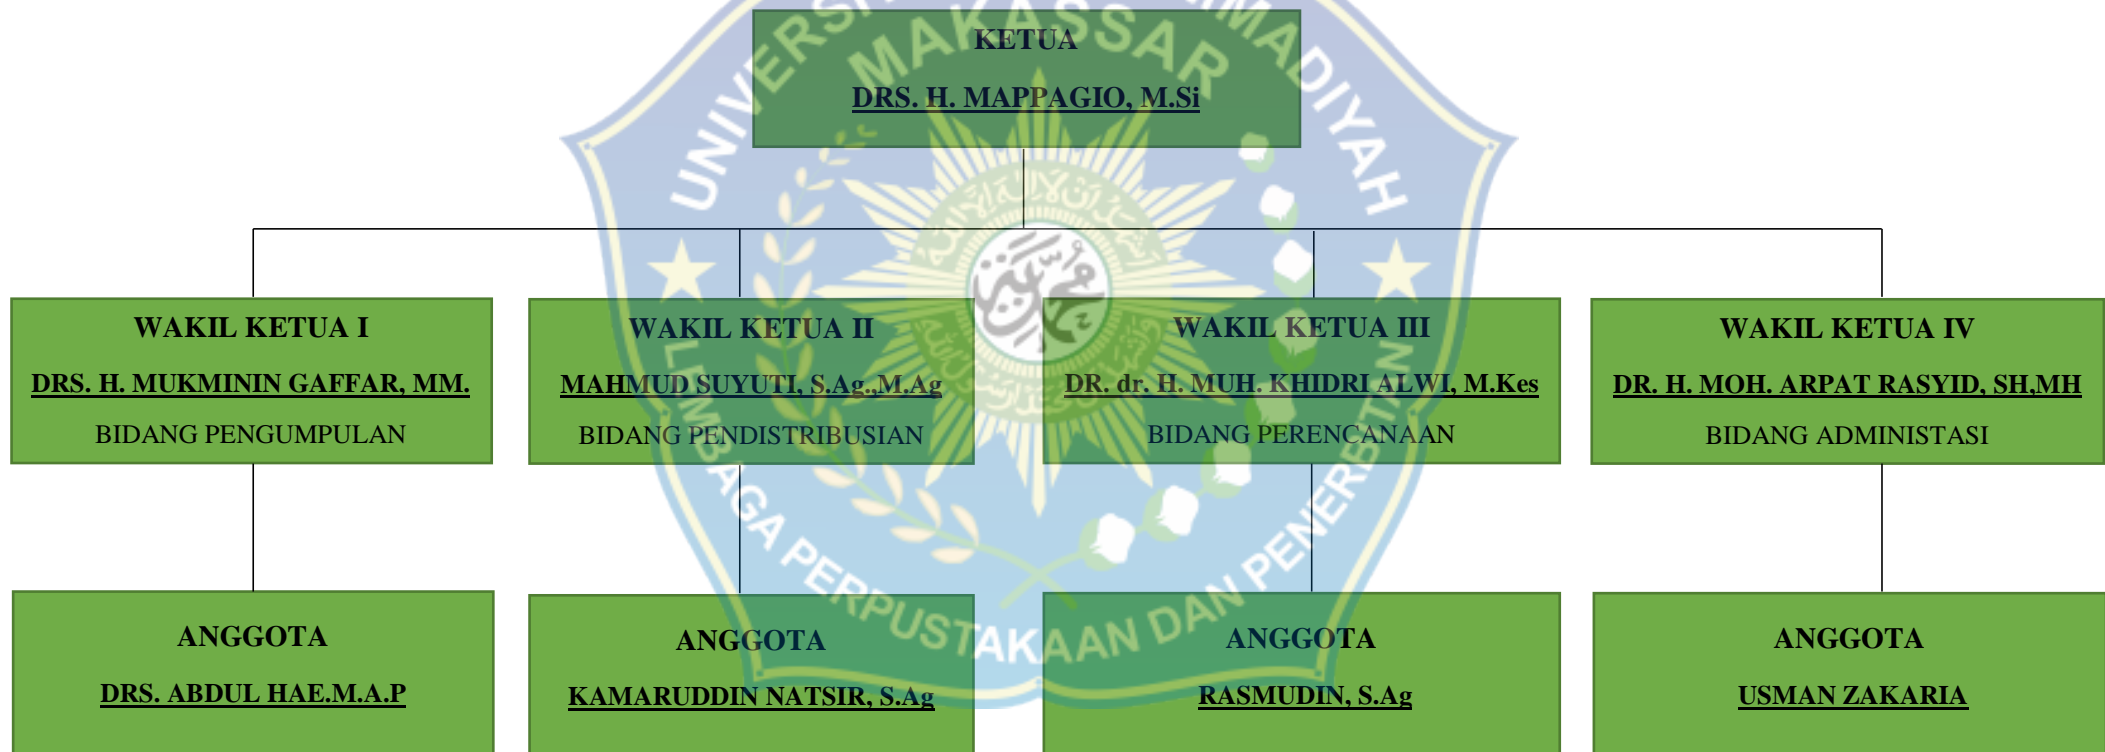 KETUA
DRS. H. MAPPAGIO, M.Si
WAKIL KETUA I
DRS. H. MUKMININ GAFFAR, MM.
BIDANG PENGUMPULAN
WAKIL KETUA II
MAHMUD SUYUTI, S.Ag.,M.Ag
BIDANG PENDISTRIBUSIAN
WAKIL KETUA III
DR. dr. H. MUH. KHIDRI ALWI, M.Kes
BIDANG PERENCANAAN
WAKIL KETUA IV
DR. H. MOH. ARPAT RASYID, SH,MH
BIDANG ADMINISTASI
ANGGOTA
DRS. ABDUL HAE.M.A.P
ANGGOTA
KAMARUDDIN NATSIR, S.Ag
ANGGOTA
RASMUDIN, S.Ag
ANGGOTA
USMAN ZAKARIA
MAKASSAR
LEMBAGA PERPUSTAKAAN DAN PENERBITAN